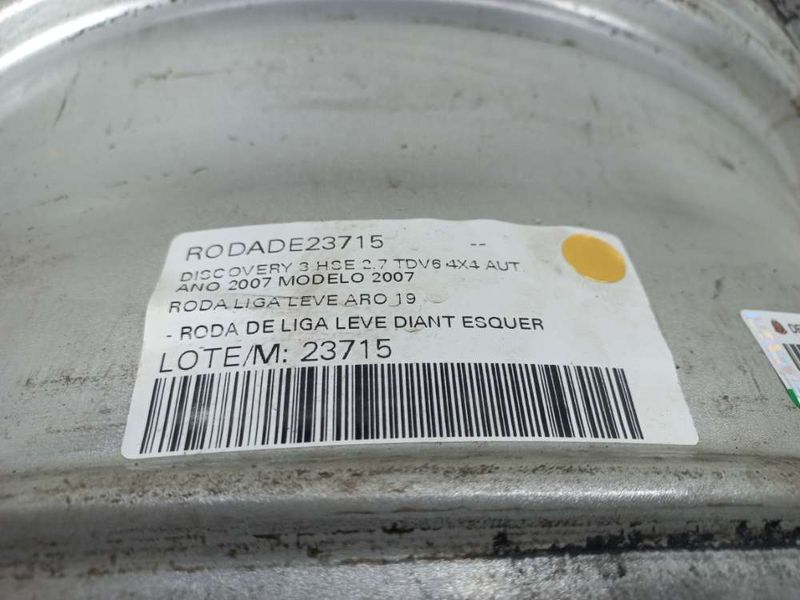 RODADE23715 --
DISCOVERY 3 HSE 2.7 TDV6 4X4 AUT
ANO 2007 MODELO 2007
RODA LIGA LEVE ARO 19
- RODA DE LIGA LEVE DIANT ESQUER
LOTE/M: 23715